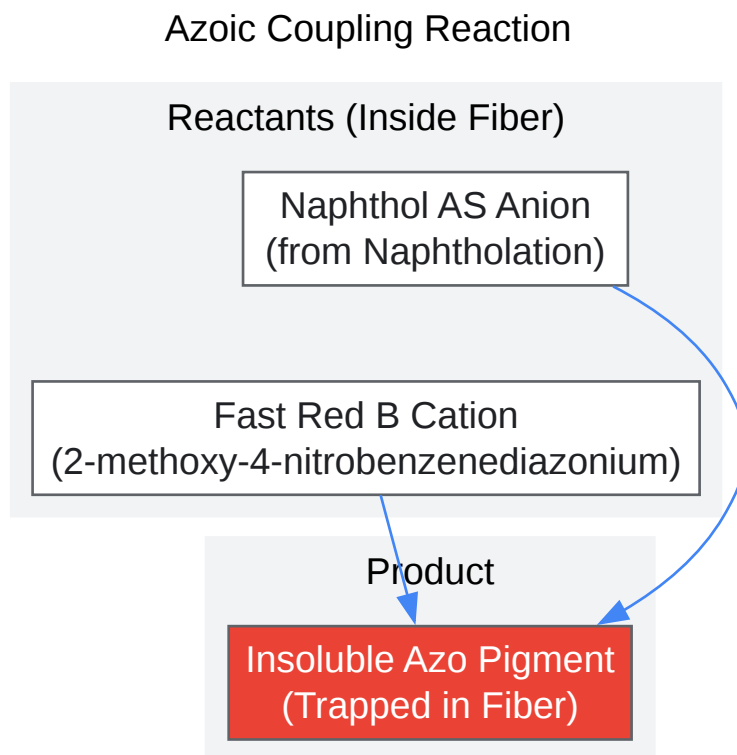 Azoic Coupling Reaction
Reactants (Inside Fiber)
Naphthol AS Anion
(from Naphtholation)
Fast Red B Cation
(2-methoxy-4-nitrobenzenediazonium)
Product
Insoluble Azo Pigment
(Trapped in Fiber)